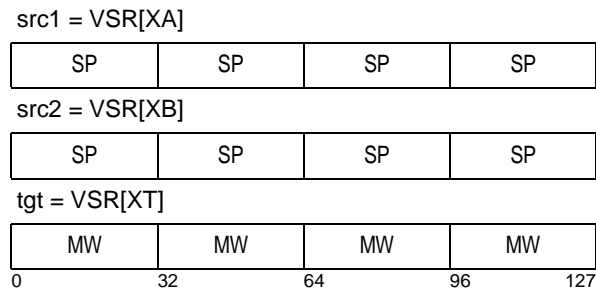 src1 = VSR[XA]
SP SP SP SP
src2 = VSR[XB]
SP SP SP SP
tgt = VSR[XT]
MW MW MW MW
0 32 64 96 127